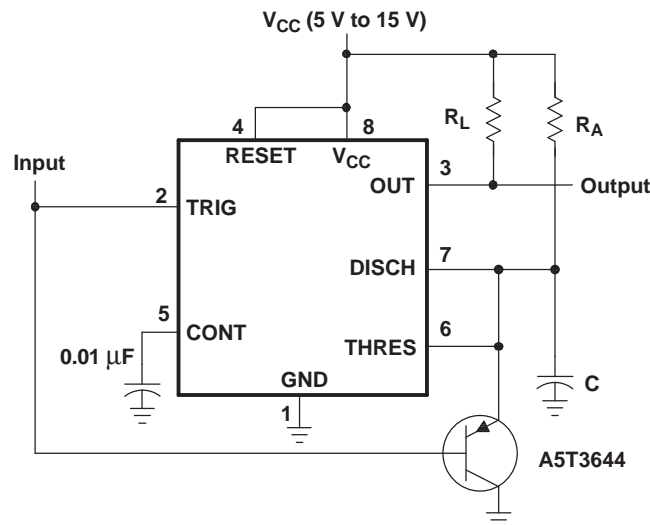 VCC (5 V to 15 V)
4
8
RL
RA
RESET
VCC
Input
3
OUT
Output
2
TRIG
7
DISCH
5
CONT
6
THRES
0.01 μF
GND
C
1
A5T3644